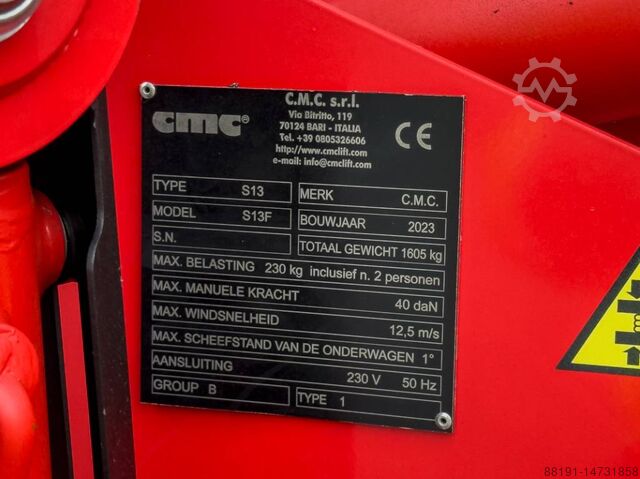 cmc®
C.M.C. s.r.l.
Via Bitritto, 119
70124 BARI - ITALIA
Tel. +39 0805326606
http://www.cmclift.com
e-mail: info@cmclift.com
CE
TYPE S13
MERK C.M.C.
MODEL S13F
BOUWJAAR 2023
S.N.
TOTAAL GEWICHT 1605 kg
MAX. BELASTING 230 kg inclusief n. 2 personen
MAX. MANUELE KRACHT 40 daN
MAX. WINDSNELHEID 12,5 m/s
MAX. SCHEEFSTAND VAN DE ONDERWAGEN 1°
AANSLUITING 230 V 50 Hz
GROUP B
TYPE 1
88191-14731858